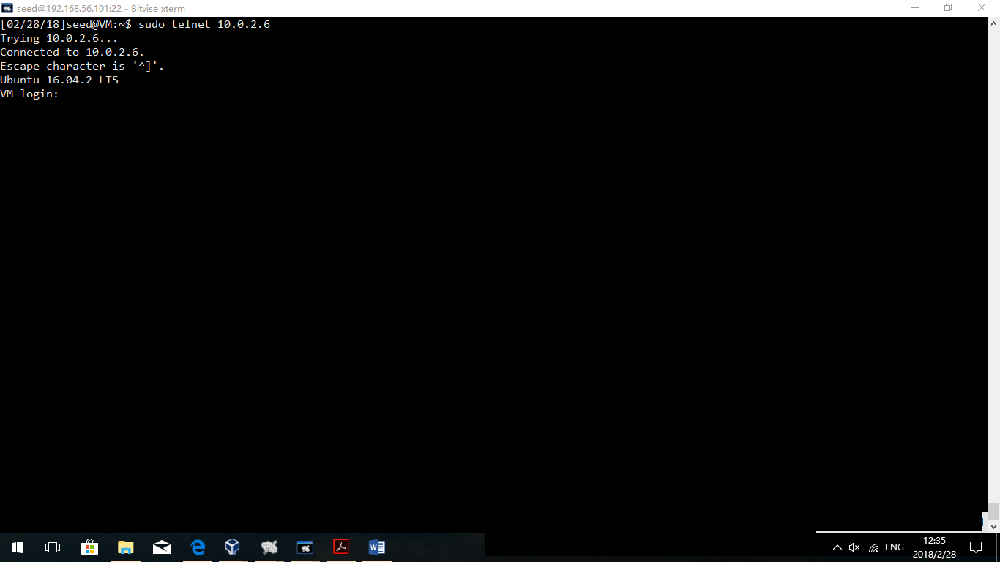 seed@192.168.56.101:22 - Bitvise xterm
[02/28/18]seed@VM:~$ sudo telnet 10.0.2.6
Trying 10.0.2.6...
Connected to 10.0.2.6.
Escape character is '^]'.
Ubuntu 16.04.2 LTS
VM login:
ENG
12:35
2018/2/28